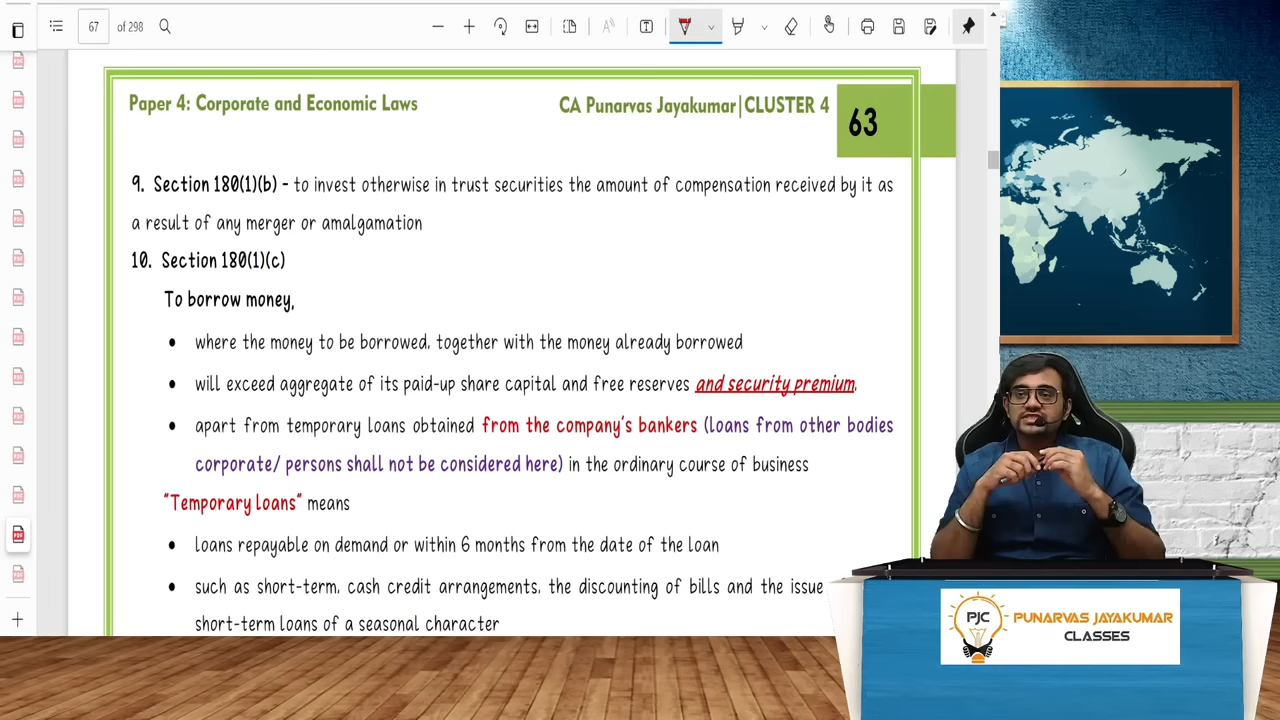 67 of 298
Paper 4: Corporate and Economic Laws
CA Punarvas Jayakumar|CLUSTER 4
63
9. Section 180(1)(b) - to invest otherwise in trust securities the amount of compensation received by it as
a result of any merger or amalgamation
10. Section 180(1)(c)
To borrow money,
• where the money to be borrowed, together with the money already borrowed
• will exceed aggregate of its paid-up share capital and free reserves and security premium.
• apart from temporary loans obtained from the company's bankers (loans from other bodies
corporate/ persons shall not be considered here) in the ordinary course of business
"Temporary loans" means
• loans repayable on demand or within 6 months from the date of the loan
• such as short-term, cash credit arrangements, the discounting of bills and the issue
short-term loans of a seasonal character
PJC
PUNARVAS JAYAKUMAR
CLASSES